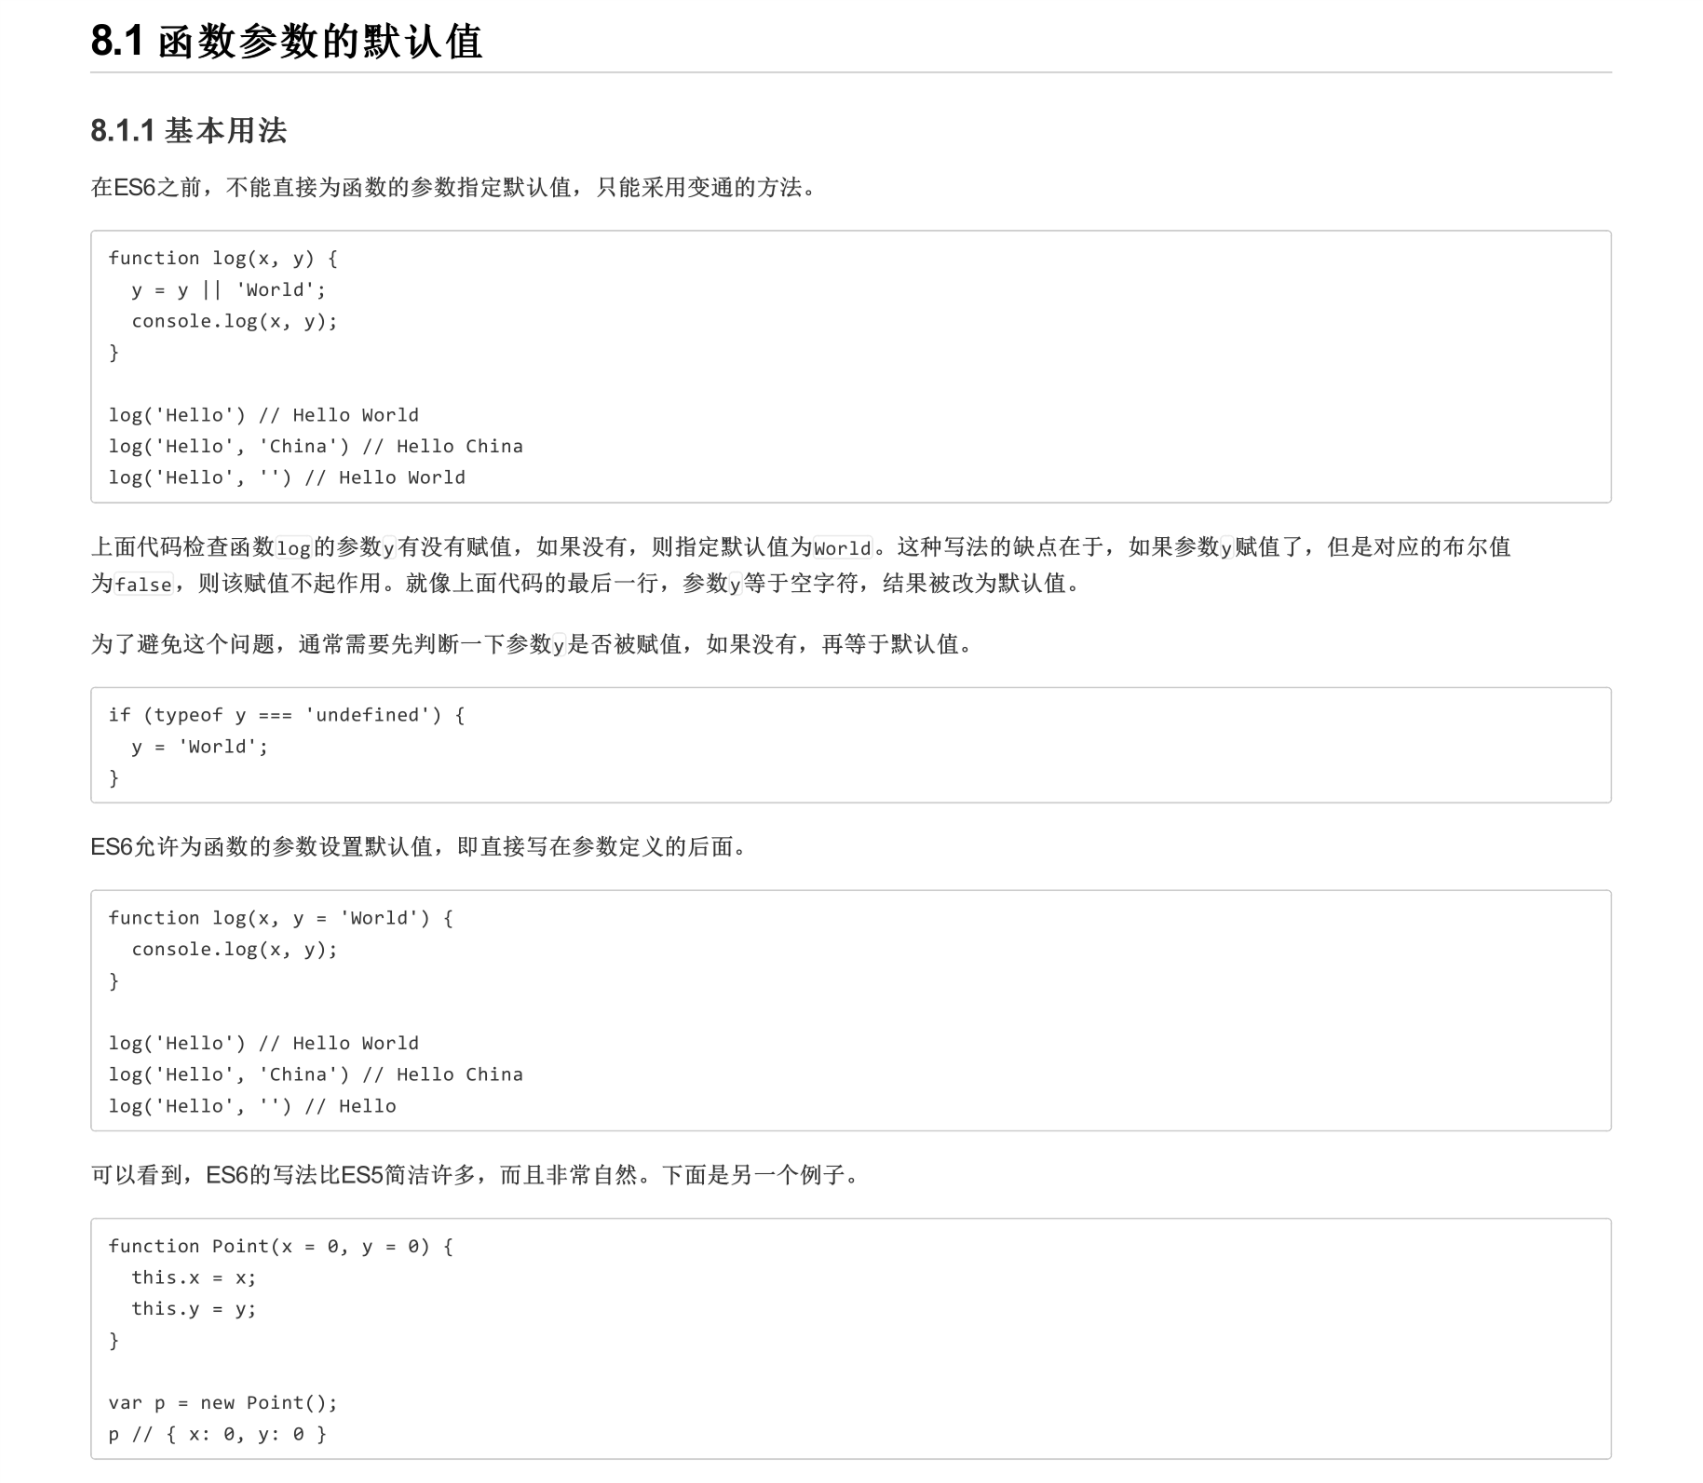 8.1 函数参数的默认值
8.1.1 基本用法
在ES6之前，不能直接为函数的参数指定默认值，只能采用变通的方法。
function log(x, y) {
  y = y || 'World';
  console.log(x, y);
}
log('Hello') // Hello World
log('Hello', 'China') // Hello China
log('Hello', '') // Hello World
上面代码检查函数log的参数y有没有赋值，如果没有，则指定默认值为World。这种写法的缺点在于，如果参数y赋值了，但是对应的布尔值
为false，则该赋值不起作用。就像上面代码的最后一行，参数y等于空字符，结果被改为默认值。
为了避免这个问题，通常需要先判断一下参数y是否被赋值，如果没有，再等于默认值。
if (typeof y === 'undefined') {
  y = 'World';
}
ES6允许为函数的参数设置默认值，即直接写在参数定义的后面。
function log(x, y = 'World') {
  console.log(x, y);
}
log('Hello') // Hello World
log('Hello', 'China') // Hello China
log('Hello', '') // Hello
可以看到，ES6的写法比ES5简洁许多，而且非常自然。下面是另一个例子。
function Point(x = 0, y = 0) {
  this.x = x;
  this.y = y;
}
var p = new Point();
p // { x: 0, y: 0 }